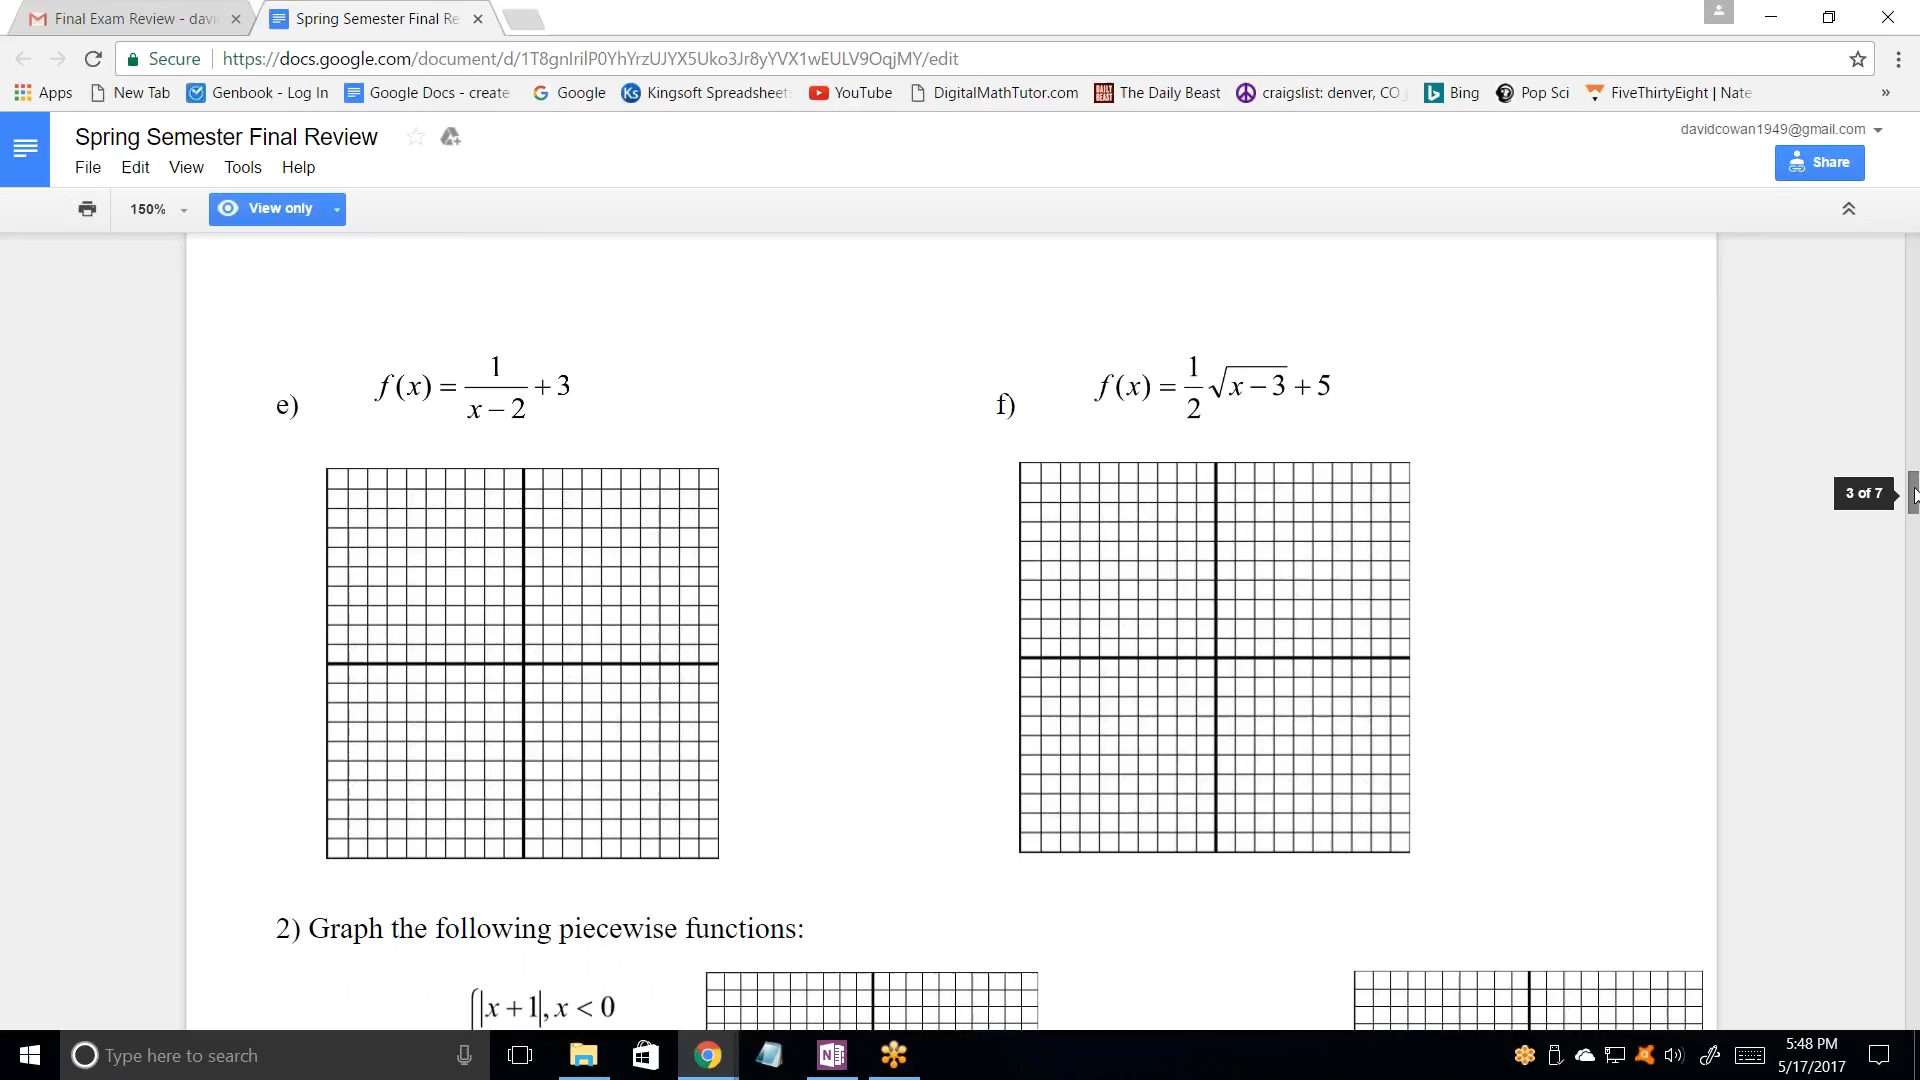 Final Exam Review - davi
Spring Semester Final Re
Secure
https://docs.google.com/document/d/1T8gnIrilP0YhYrzUJYX5Uko3Jr8yYVX1wEULV9OqjMY/edit
Apps New Tab Genbook - Log In Google Docs - create Google Ks Kingsoft Spreadsheet YouTube DigitalMathTutor.com DAILY BEAST The Daily Beast craigslist: denver, CO Bing Pop Sci FiveThirtyEight | Nate »
Spring Semester Final Review
davidcowan1949@gmail.com
File Edit View Tools Help
Share
150% View only
e) f(x) = 1/(x − 2) + 3
f) f(x) = 1/2 √(x − 3) + 5
3 of 7
2) Graph the following piecewise functions:
|x + 1|, x < 0
Type here to search
N
5:48 PM
5/17/2017